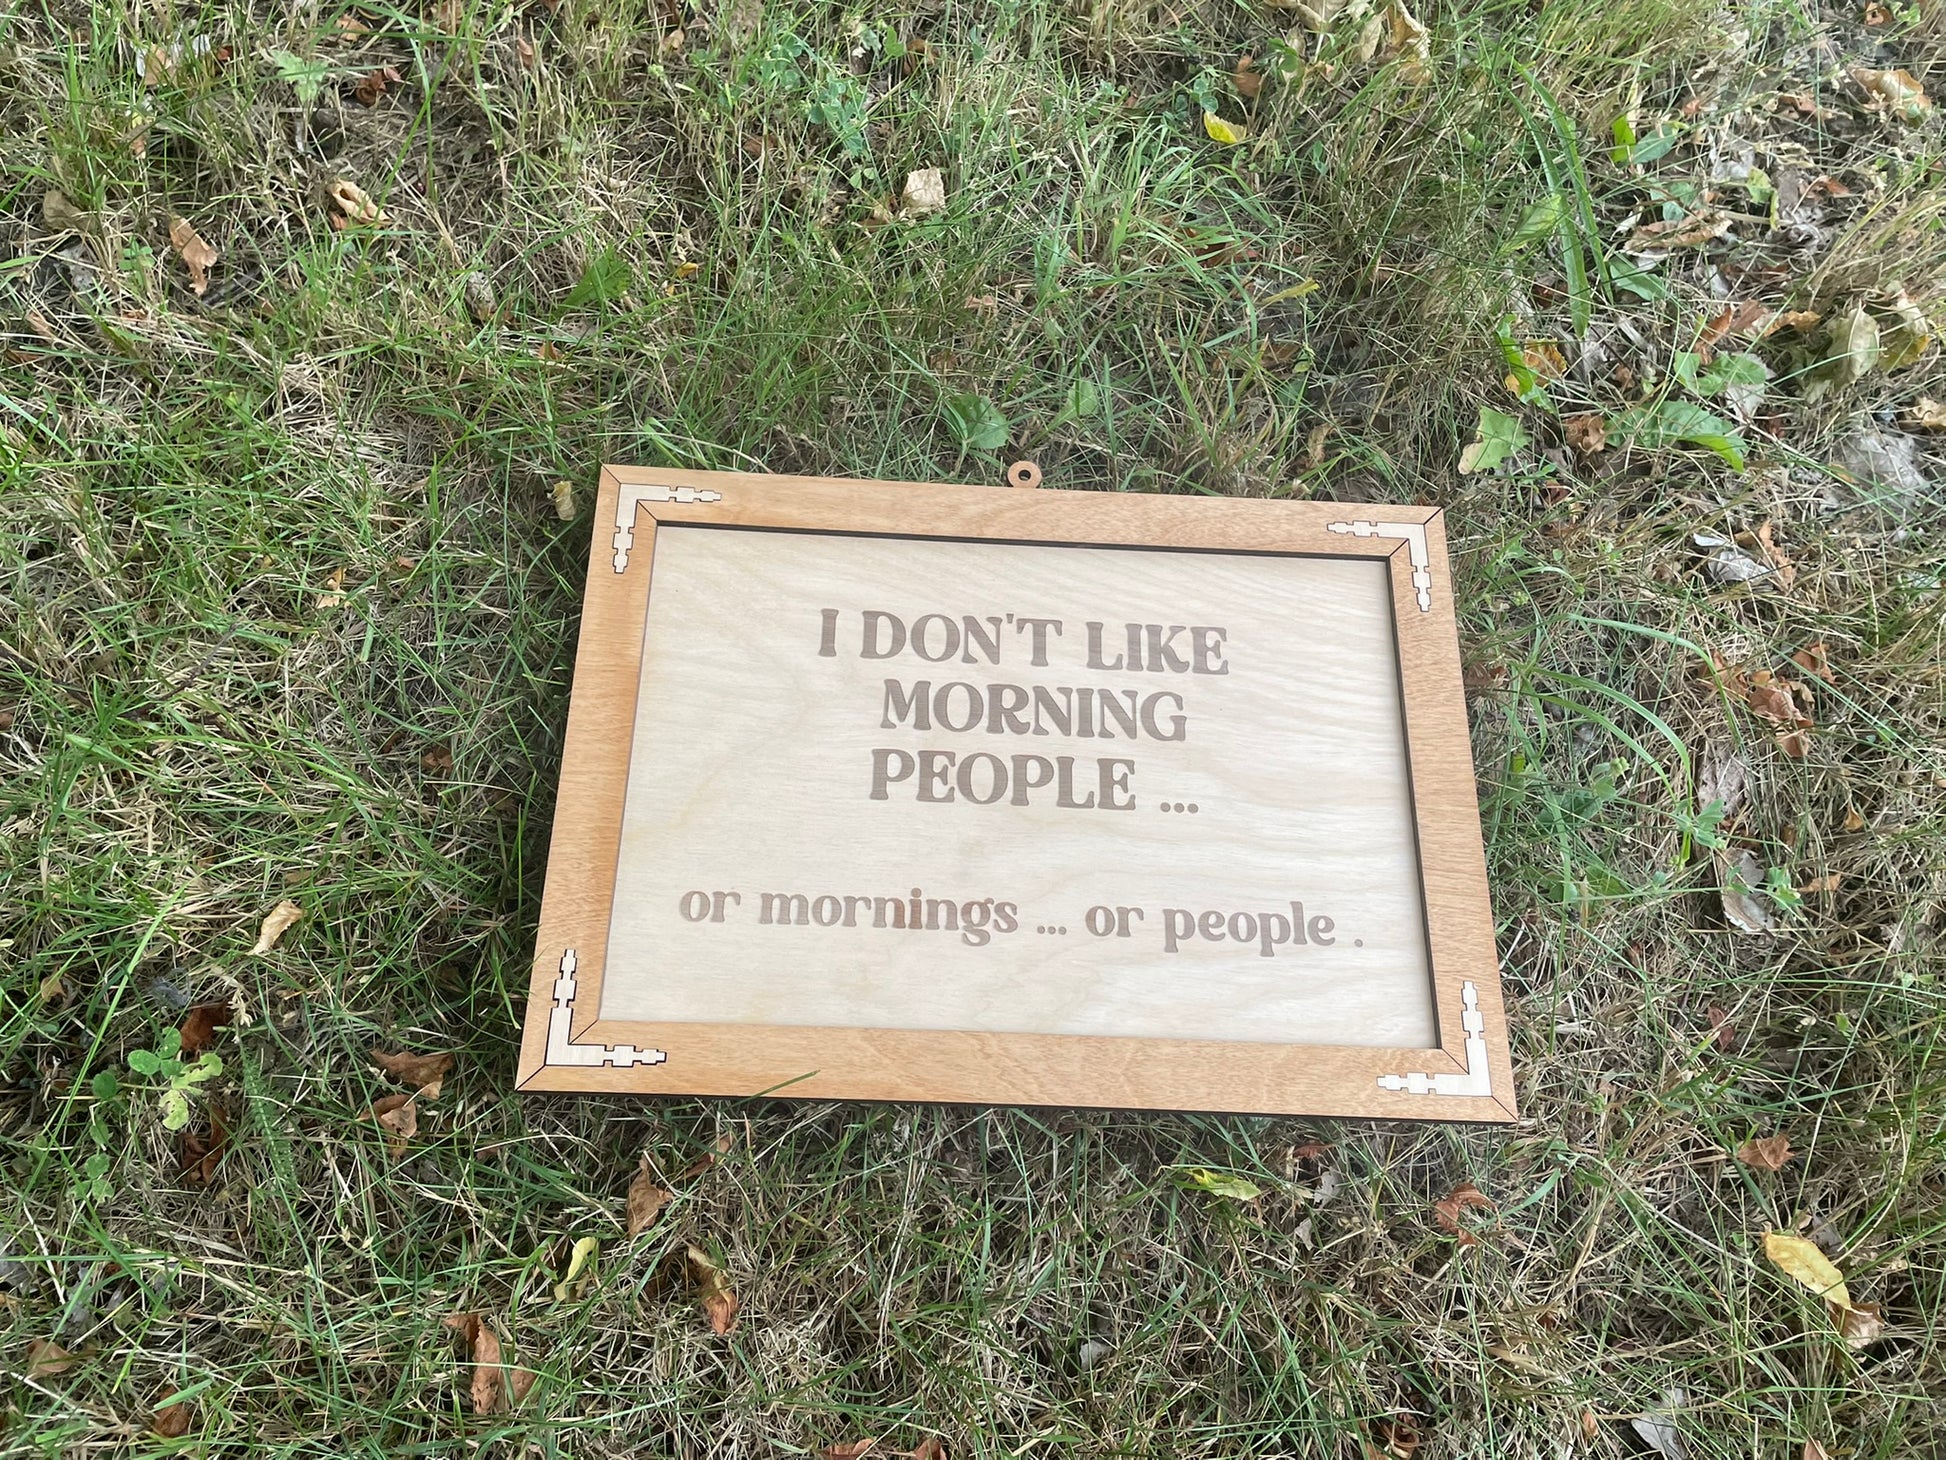 I DON'T LIKE
MORNING
PEOPLE ...
or mornings ... or people .